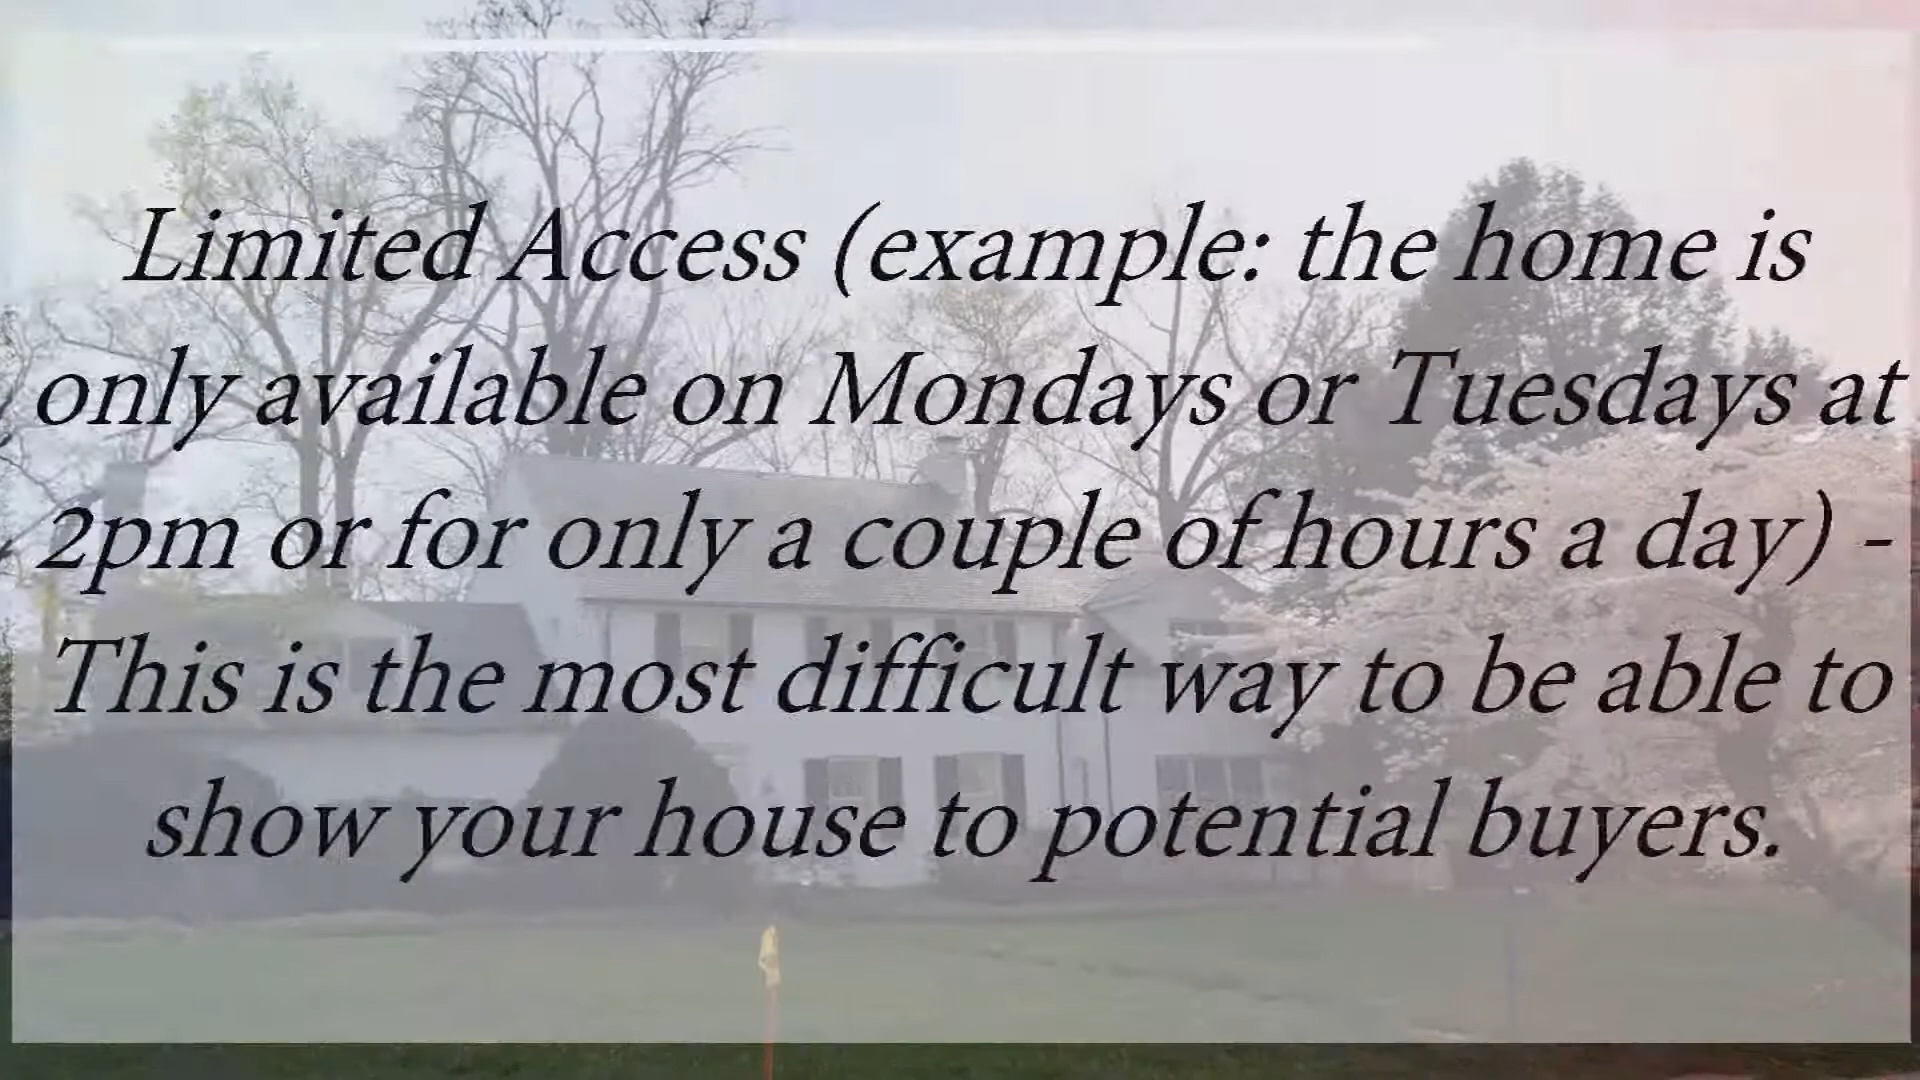 Limited Access (example: the home is
only available on Mondays or Tuesdays at
2pm or for only a couple of hours a day) -
This is the most difficult way to be able to
show your house to potential buyers.